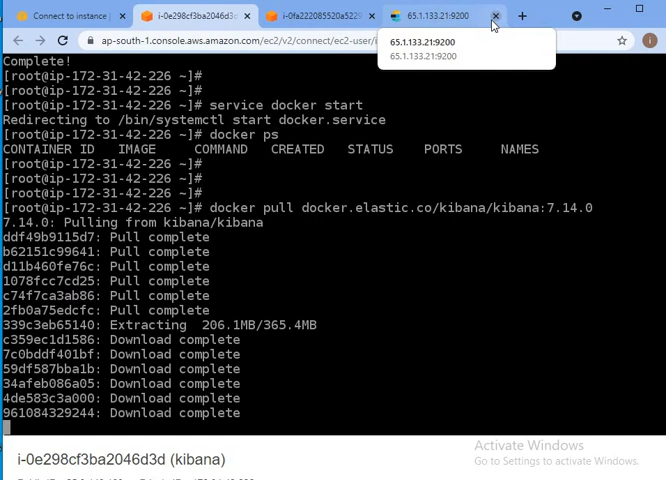 Connect to instance |
i-0e298cf3ba2046d3d
i-0fa222085520a5229
65.1.133.21:9200
ap-south-1.console.aws.amazon.com/ec2/v2/connect/ec2-user/i
i
65.1.133.21:9200
65.1.133.21:9200
Complete!
[root@ip-172-31-42-226 ~]#
[root@ip-172-31-42-226 ~]#
[root@ip-172-31-42-226 ~]# service docker start
Redirecting to /bin/systemctl start docker.service
[root@ip-172-31-42-226 ~]# docker ps
CONTAINER ID IMAGE COMMAND CREATED STATUS PORTS NAMES
[root@ip-172-31-42-226 ~]#
[root@ip-172-31-42-226 ~]#
[root@ip-172-31-42-226 ~]#
[root@ip-172-31-42-226 ~]# docker pull docker.elastic.co/kibana/kibana:7.14.0
7.14.0: Pulling from kibana/kibana
ddf49b9115d7: Pull complete
b62151c99641: Pull complete
d11b460fe76c: Pull complete
1078fcc7cd25: Pull complete
c74f7ca3ab86: Pull complete
2fb0a75edcfc: Pull complete
339c3eb65140: Extracting 206.1MB/365.4MB
c359ec1d1586: Download complete
7c0bddf401bf: Download complete
59df587bba1b: Download complete
34afeb086a05: Download complete
4de583c3a000: Download complete
961084329244: Download complete
i-0e298cf3ba2046d3d (kibana)
Activate Windows
Go to Settings to activate Windows.